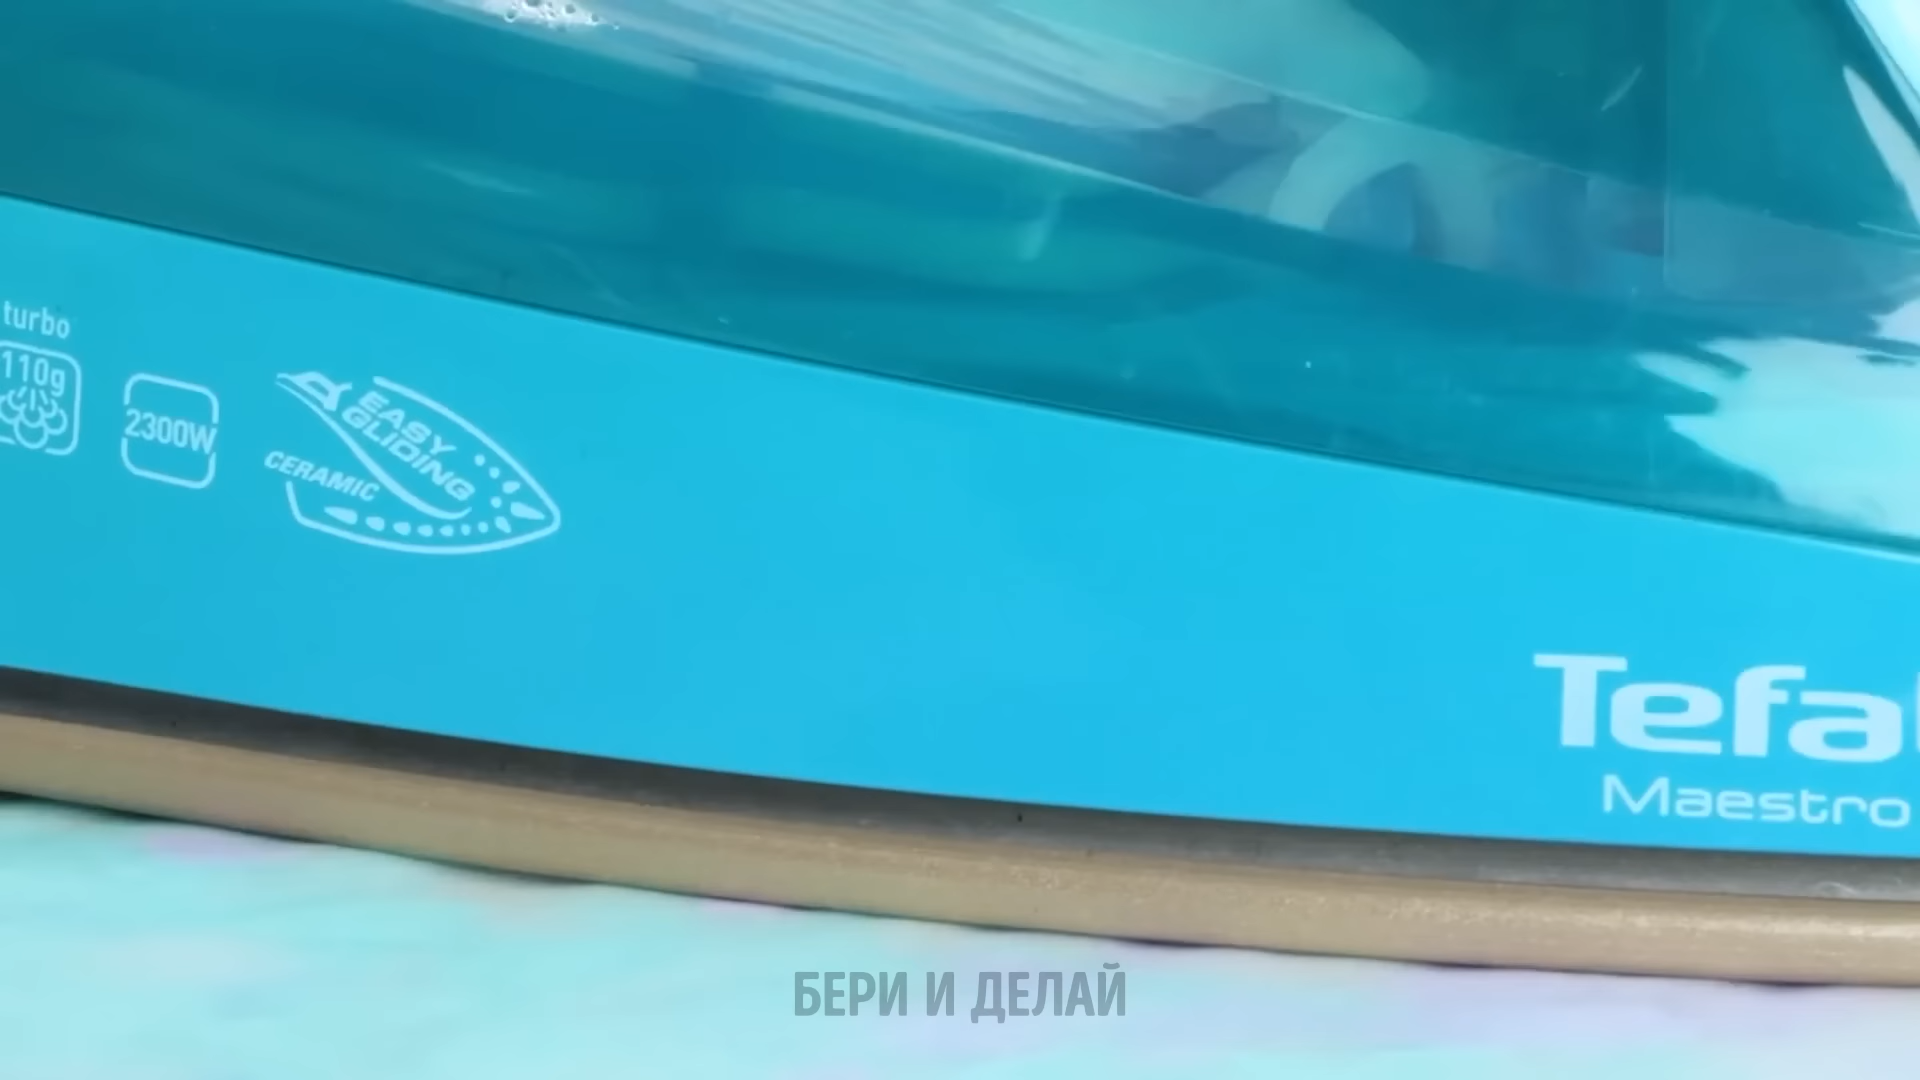 turbo
110g
2300W
EASY
GLIDING
CERAMIC
Tefal
Maestro
БЕРИ И ДЕЛАЙ